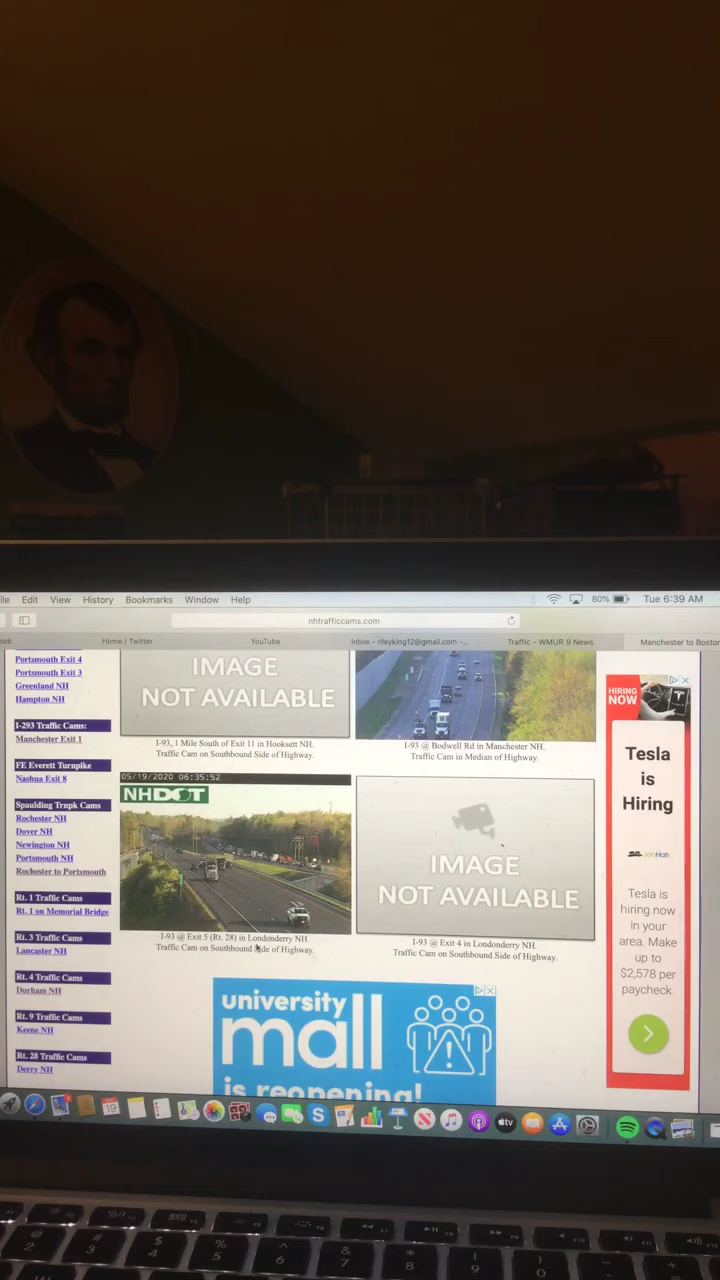 Edit View History Bookmarks Window Help 80% Tue 6:39 AM
nhtrafficcams.com
Home / Twitter YouTube Inbox - rileyking12@gmail.com -... Traffic - WMUR 9 News Manchester to Boston
Portsmouth Exit 4
Portsmouth Exit 3
Greenland NH
Hampton NH
I-293 Traffic Cams:
Manchester Exit 1
FE Everett Turnpike
Nashua Exit 8
Spaulding Trnpk Cams
Rochester NH
Dover NH
Newington NH
Portsmouth NH
Rochester to Portsmouth
Rt. 1 Traffic Cams
Rt. 1 on Memorial Bridge
Rt. 3 Traffic Cams
Lancaster NH
Rt. 4 Traffic Cams
Durham NH
Rt. 9 Traffic Cams
Keene NH
Rt. 28 Traffic Cams
Derry NH
IMAGE
NOT AVAILABLE
I-93, 1 Mile South of Exit 11 in Hooksett NH.
Traffic Cam on Southbound Side of Highway.
I-93 @ Bodwell Rd in Manchester NH.
Traffic Cam in Median of Highway.
05/19/2020 06:35:52
NHDOT
I-93 @ Exit 5 (Rt. 28) in Londonderry NH.
Traffic Cam on Southbound Side of Highway.
IMAGE
NOT AVAILABLE
I-93 @ Exit 4 in Londonderry NH.
Traffic Cam on Southbound Side of Highway.
university
mall
is reopening!
HIRING
NOW
Tesla
is
Hiring
JobHat
Tesla is
hiring now
in your
area. Make
up to
$2,578 per
paycheck.
19
tv